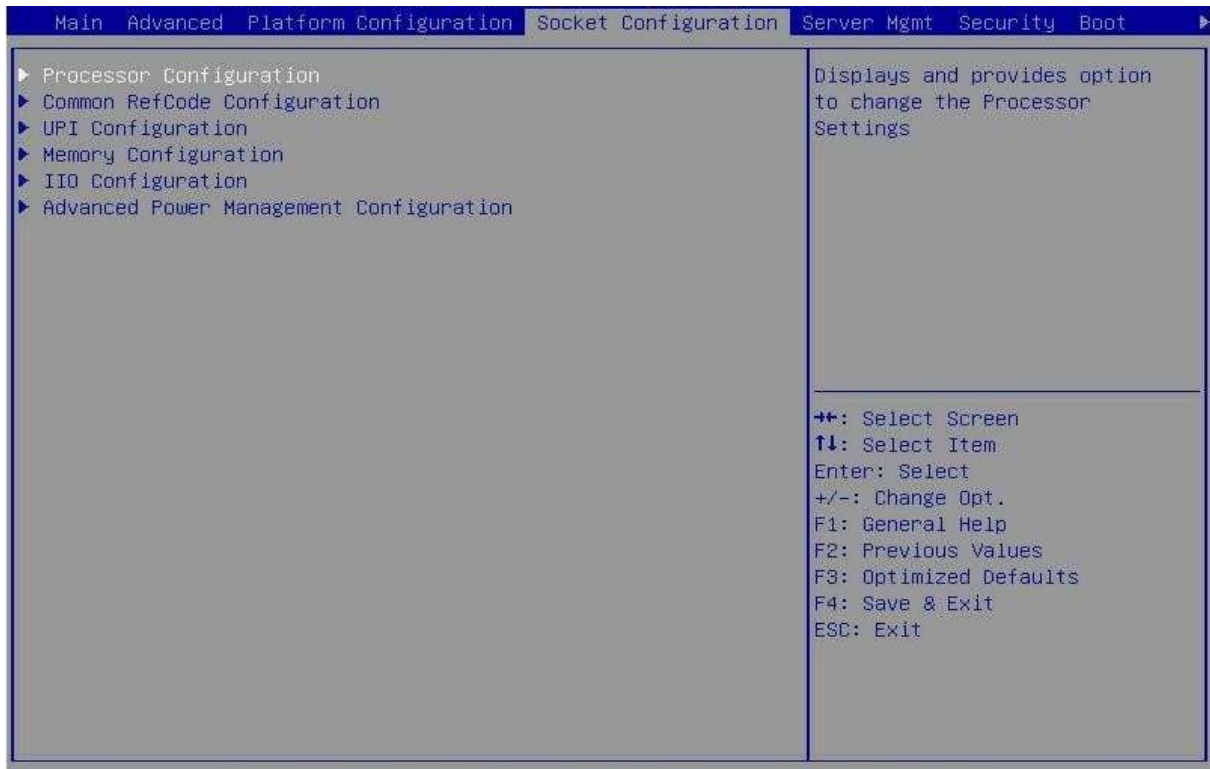 Main Advanced Platform Configuration Socket Configuration Server Mgmt Security Boot
Processor Configuration
Common RefCode Configuration
UPI Configuration
Memory Configuration
IIO Configuration
Advanced Power Management Configuration
Displays and provides option
to change the Processor
Settings
→←: Select Screen
↑↓: Select Item
Enter: Select
+/-: Change Opt.
F1: General Help
F2: Previous Values
F3: Optimized Defaults
F4: Save & Exit
ESC: Exit